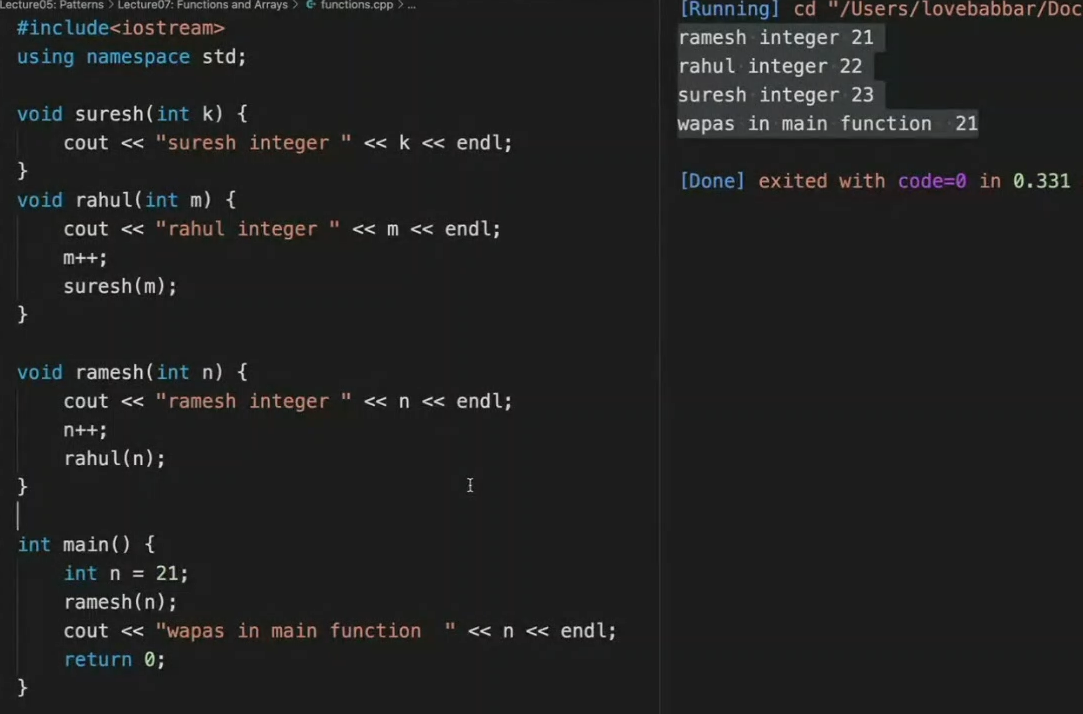 Lecture05: Patterns > Lecture07: Functions and Arrays > functions.cpp > ...
#include<iostream>
using namespace std;
void suresh(int k) {
cout << "suresh integer " << k << endl;
}
void rahul(int m) {
cout << "rahul integer " << m << endl;
m++;
suresh(m);
}
void ramesh(int n) {
cout << "ramesh integer " << n << endl;
n++;
rahul(n);
}
int main() {
int n = 21;
ramesh(n);
cout << "wapas in main function  " << n << endl;
return 0;
}
[Running] cd "/Users/lovebabbar/Doc
ramesh integer 21
rahul integer 22
suresh integer 23
wapas in main function  21
[Done] exited with code=0 in 0.331